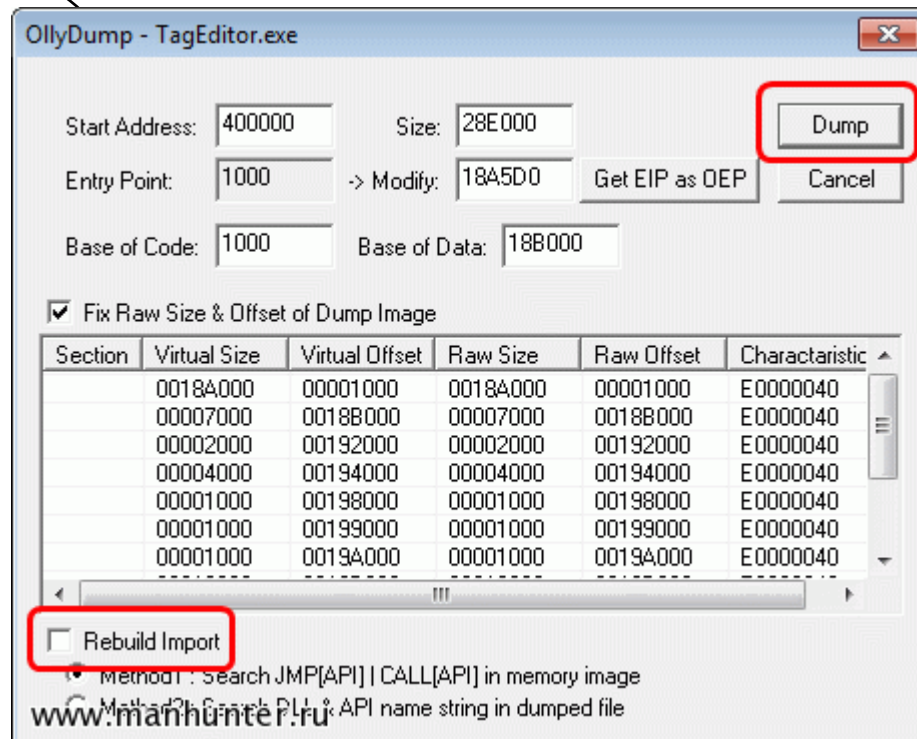 OllyDump - TagEditor.exe
Start Address: 400000 Size: 28E000 Dump
Entry Point: 1000 -> Modify: 18A5D0 Get EIP as OEP Cancel
Base of Code: 1000 Base of Data: 18B000
Fix Raw Size & Offset of Dump Image
Section Virtual Size Virtual Offset Raw Size Raw Offset Charactaristic
0018A000 00001000 0018A000 00001000 E0000040
00007000 0018B000 00007000 0018B000 E0000040
00002000 00192000 00002000 00192000 E0000040
00004000 00194000 00004000 00194000 E0000040
00001000 00198000 00001000 00198000 E0000040
00001000 00199000 00001000 00199000 E0000040
00001000 0019A000 00001000 0019A000 E0000040
Rebuild Import
Method1 : Search JMP[API] | CALL[API] in memory image
Method2 : Search DLL & API name string in dumped file
www.manhunter.ru